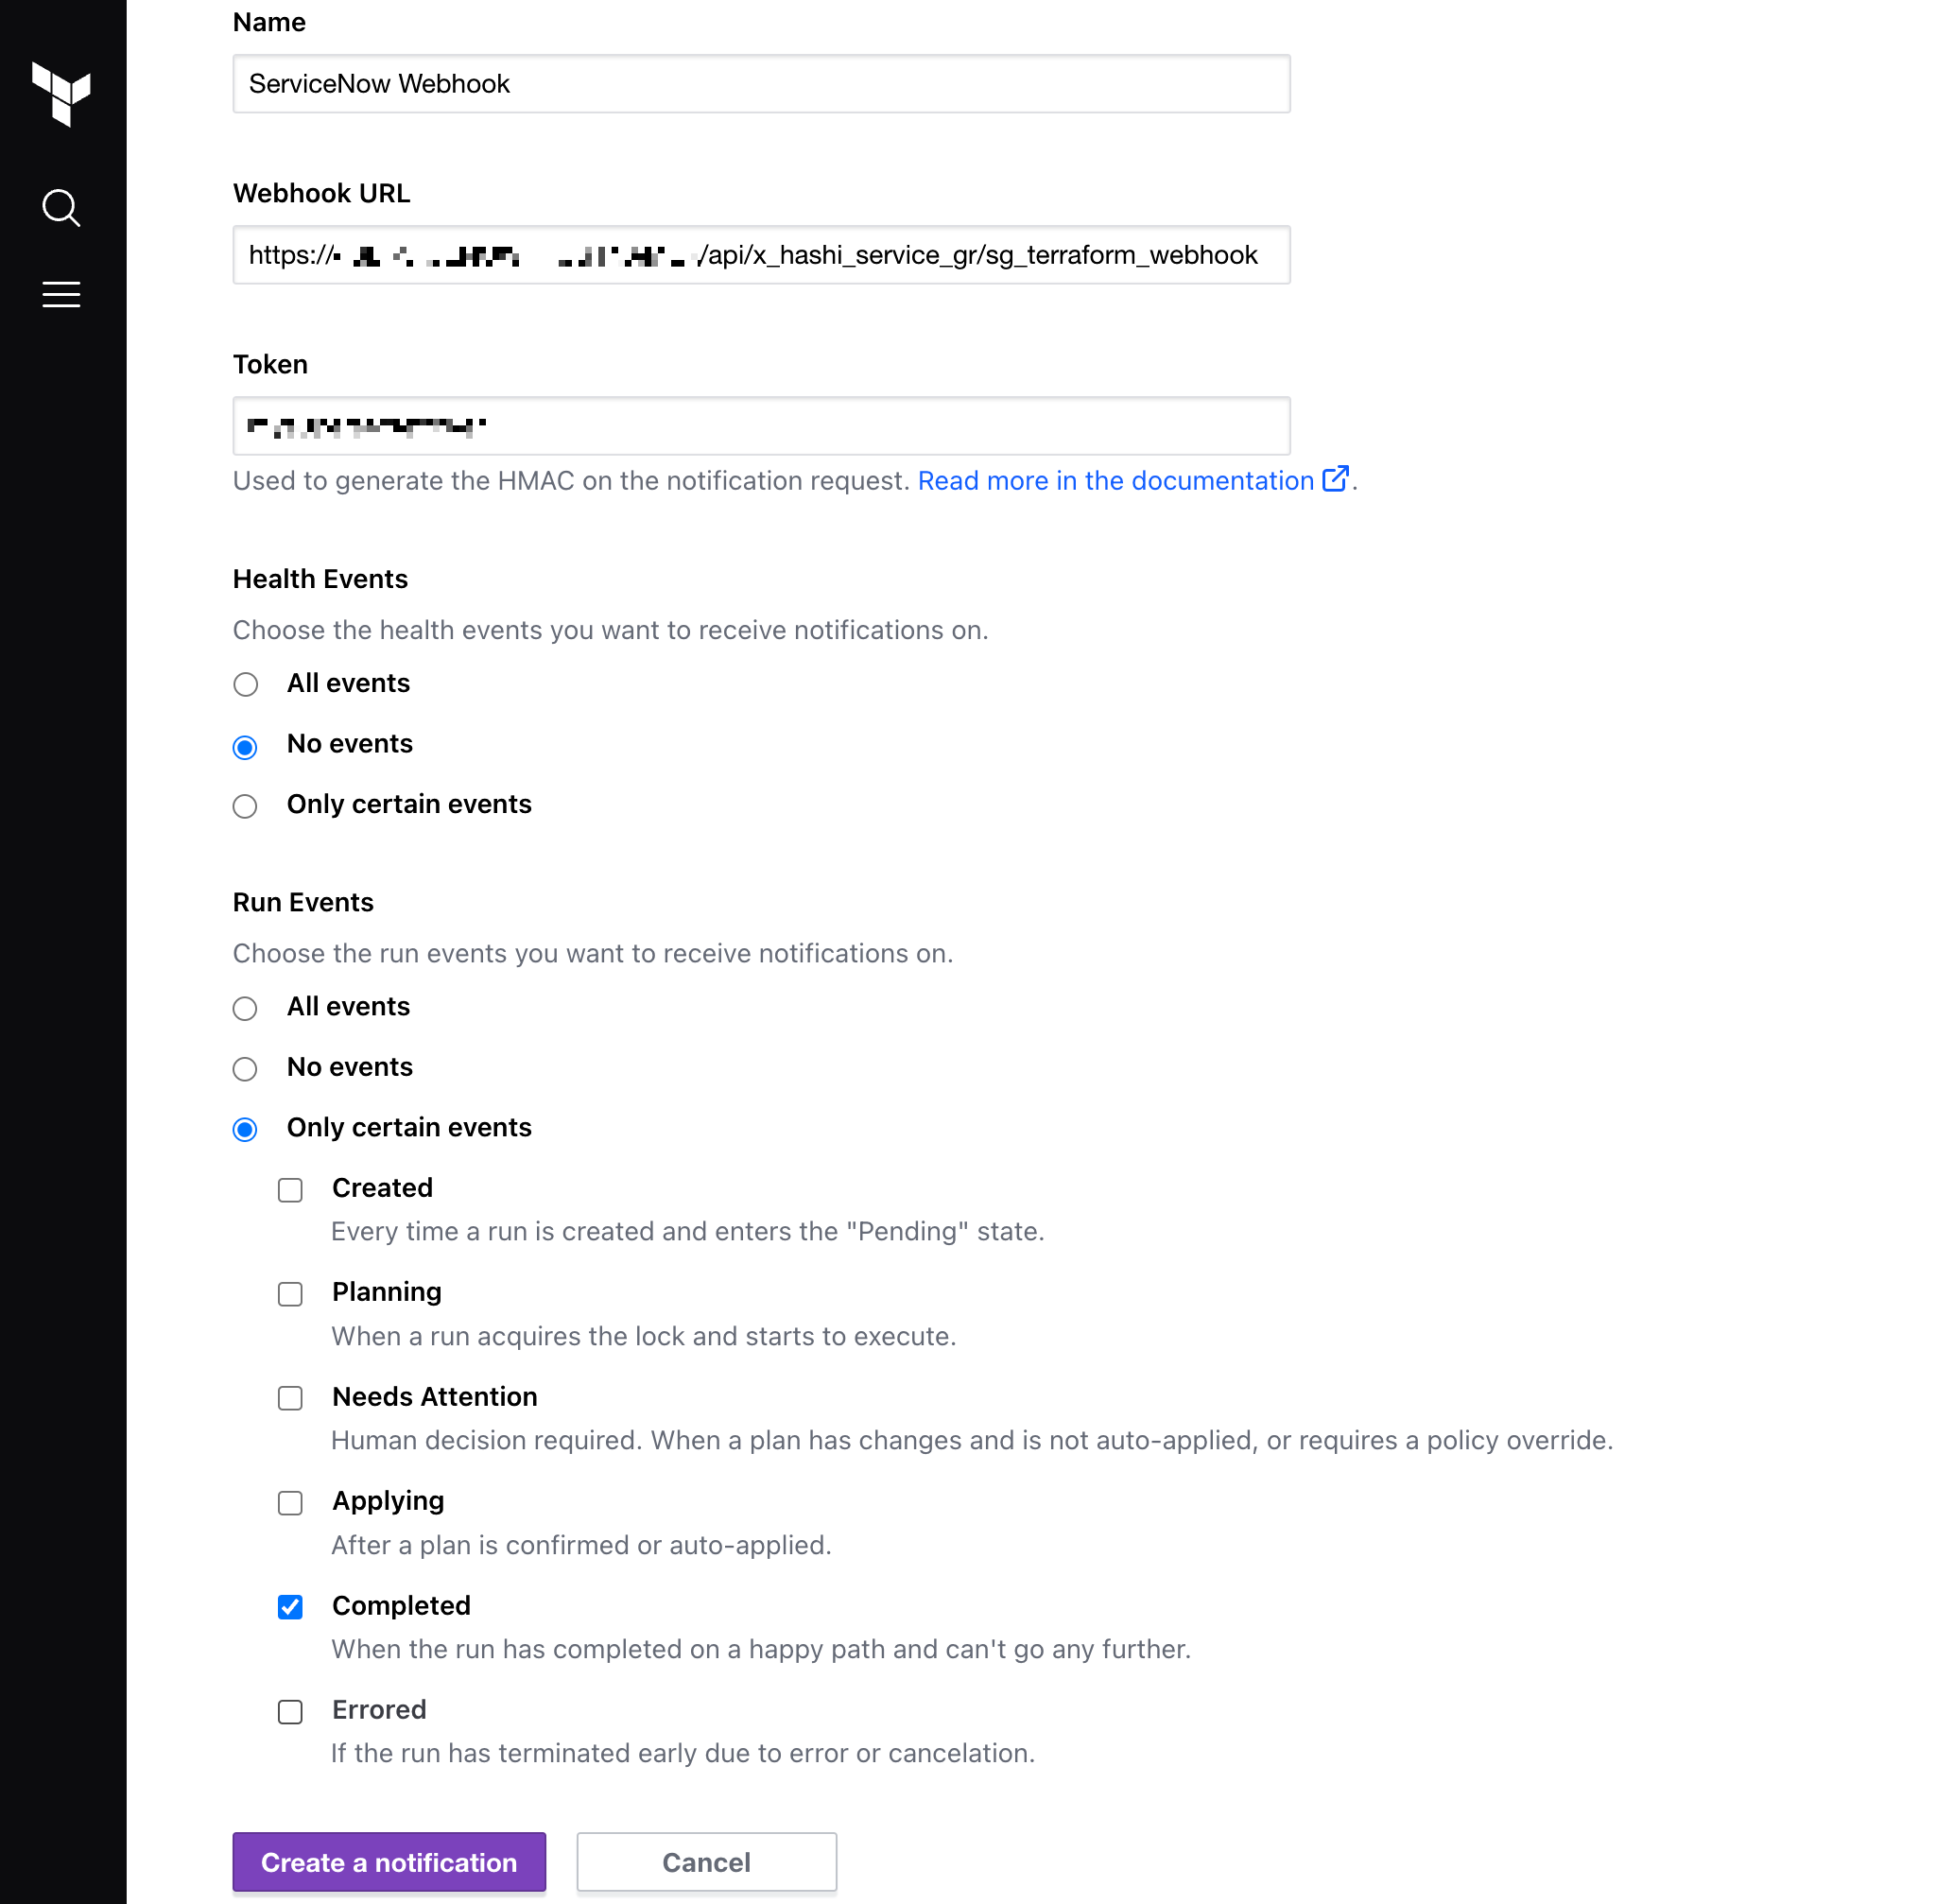 Name
ServiceNow Webhook
Webhook URL
https:// /api/x_hashi_service_gr/sg_terraform_webhook
Token
Used to generate the HMAC on the notification request. Read more in the documentation.
Health Events
Choose the health events you want to receive notifications on.
All events
No events
Only certain events
Run Events
Choose the run events you want to receive notifications on.
All events
No events
Only certain events
Created
Every time a run is created and enters the "Pending" state.
Planning
When a run acquires the lock and starts to execute.
Needs Attention
Human decision required. When a plan has changes and is not auto-applied, or requires a policy override.
Applying
After a plan is confirmed or auto-applied.
Completed
When the run has completed on a happy path and can't go any further.
Errored
If the run has terminated early due to error or cancelation.
Create a notification
Cancel